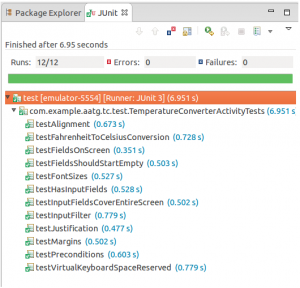 Package Explorer JUnit
Finished after 6.95 seconds
Runs: 12/12 Errors: 0 Failures: 0
test [emulator-5554] [Runner: JUnit 3] (6.951 s)
com.example.aatg.tc.test.TemperatureConverterActivityTests (6.951 s)
testAlignment (0.673 s)
testFahrenheitToCelsiusConversion (0.728 s)
testFieldsOnScreen (0.351 s)
testFieldsShouldStartEmpty (0.503 s)
testFontSizes (0.527 s)
testHasInputFields (0.528 s)
testInputFieldsCoverEntireScreen (0.502 s)
testInputFilter (0.779 s)
testJustification (0.477 s)
testMargins (0.502 s)
testPreconditions (0.603 s)
testVirtualKeyboardSpaceReserved (0.779 s)